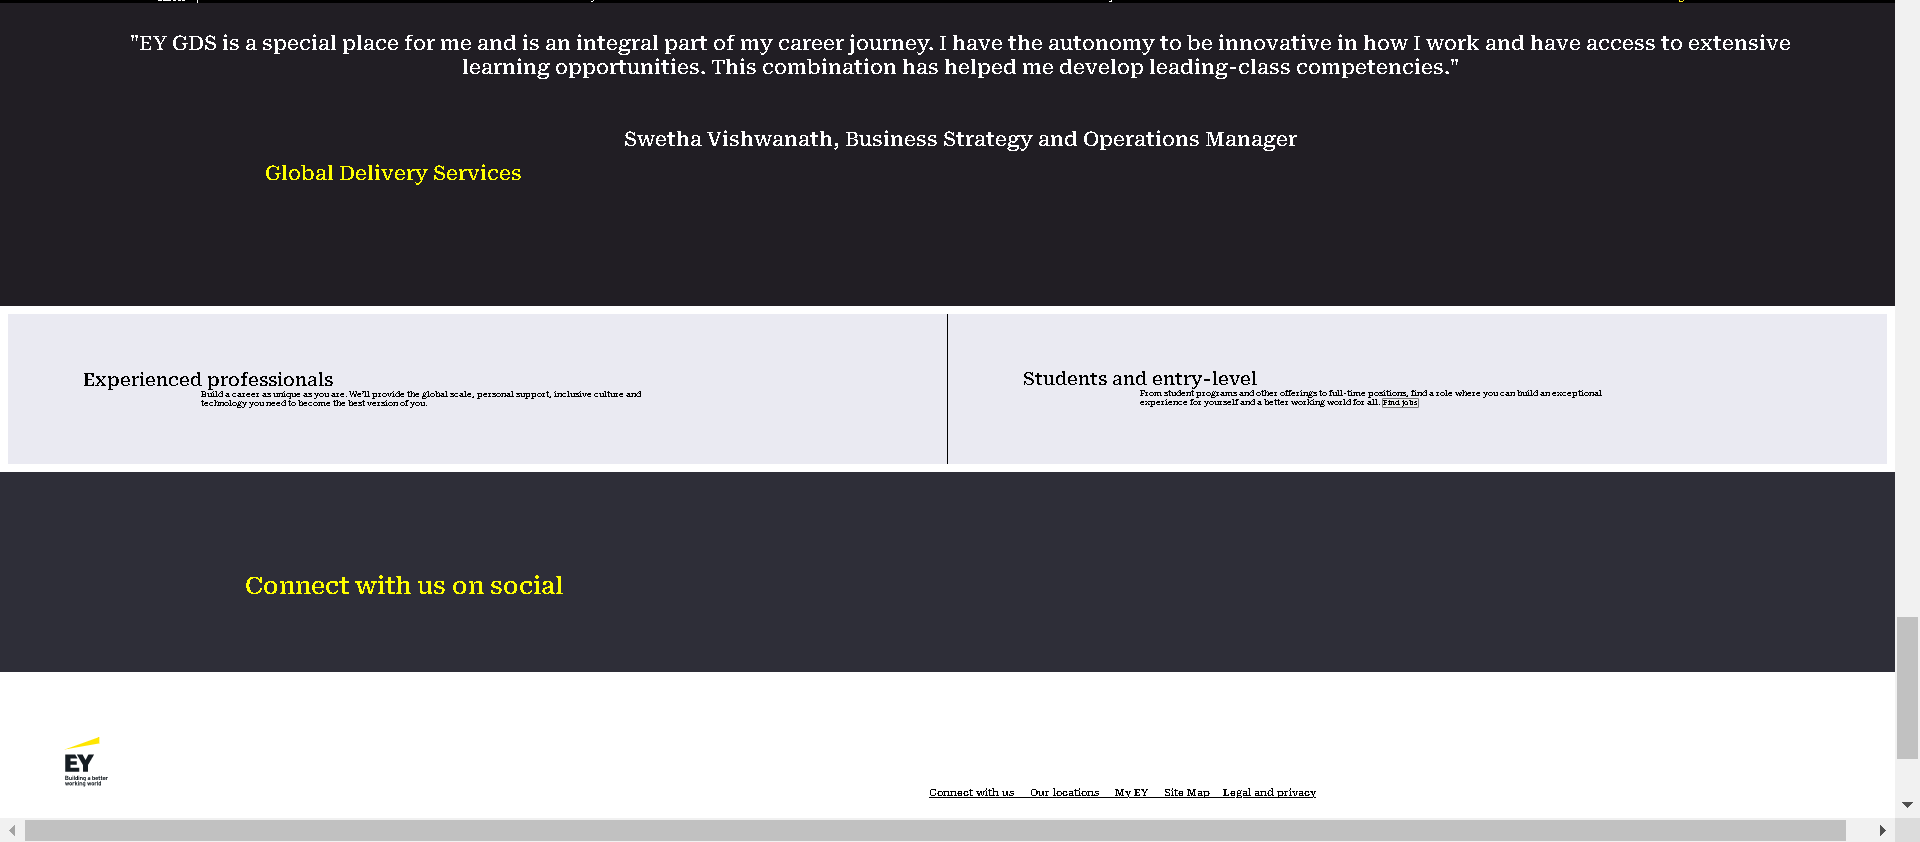 "EY GDS is a special place for me and is an integral part of my career journey. I have the autonomy to be innovative in how I work and have access to extensive
learning opportunities. This combination has helped me develop leading-class competencies."
Swetha Vishwanath, Business Strategy and Operations Manager
Global Delivery Services
Experienced professionals
Build a career as unique as you are. We'll provide the global scale, personal support, inclusive culture and
technology you need to become the best version of you.
Students and entry-level
From student programs and other offerings to full-time positions, find a role where you can build an exceptional
experience for yourself and a better working world for all. Find jobs
Connect with us on social
EY
Building a better
working world
Connect with us Our locations My EY Site Map Legal and privacy